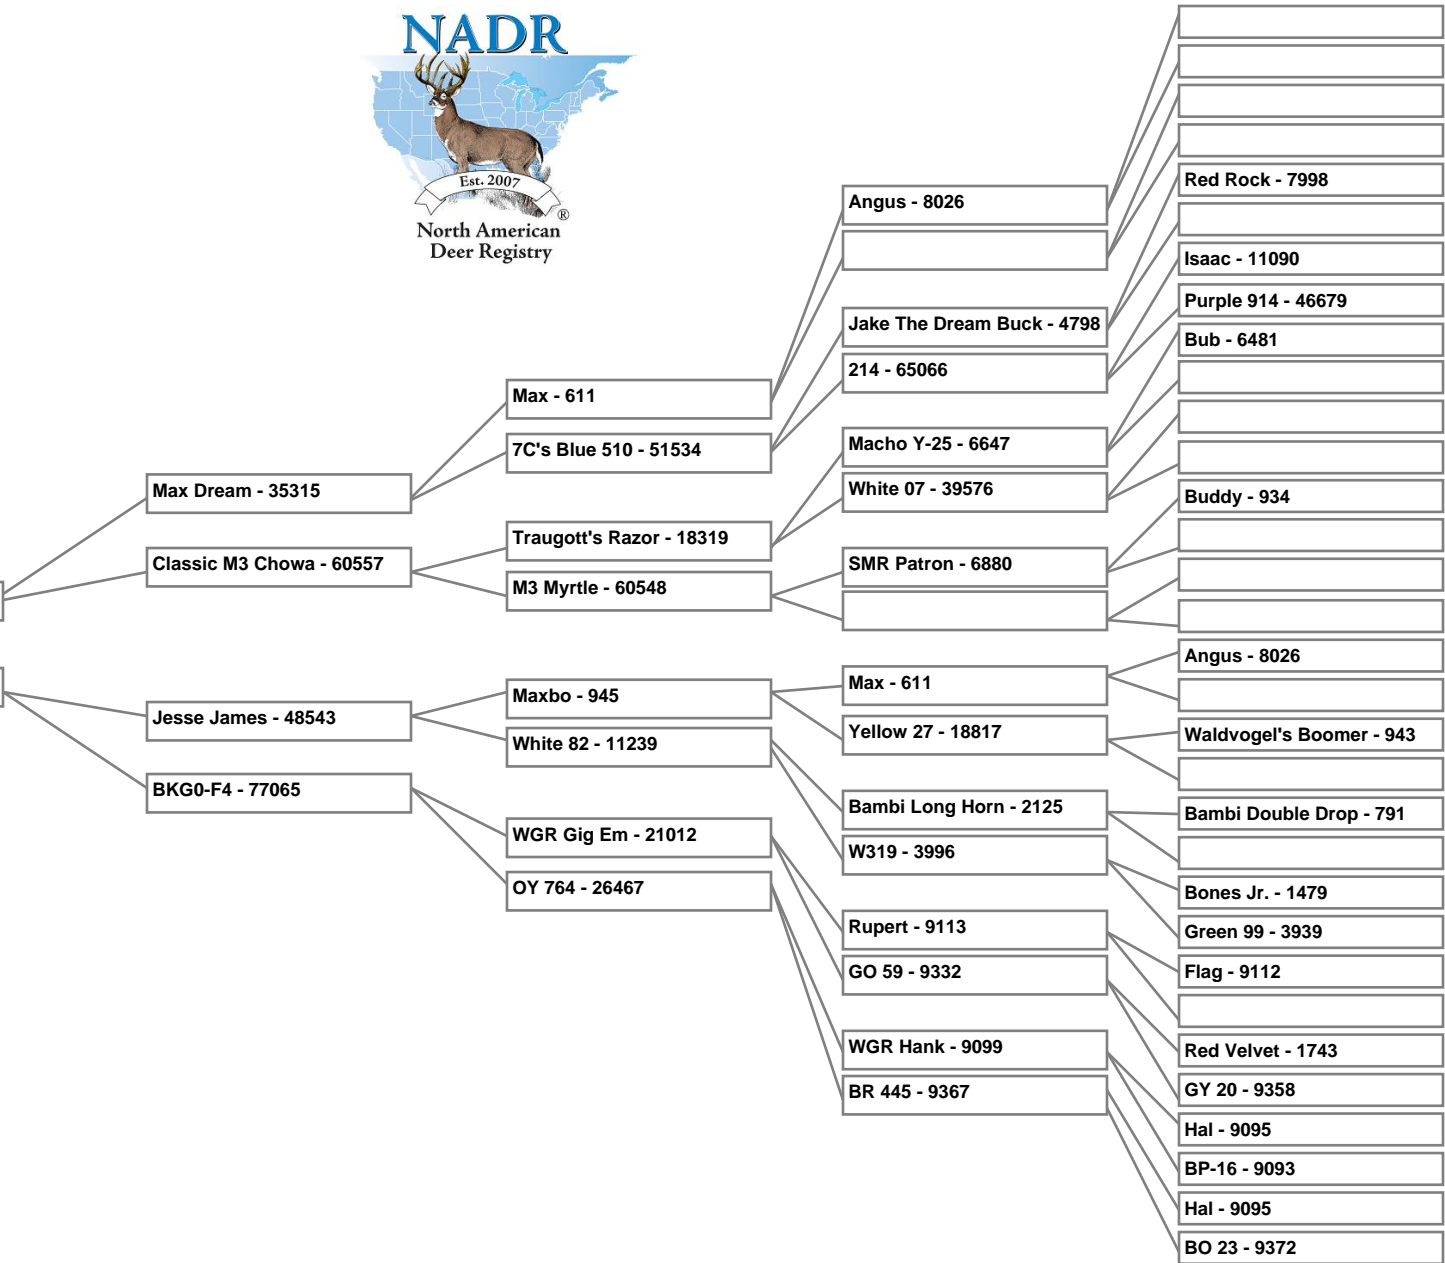 NADR
Est. 2007
®
North American
Deer Registry
Max Dream - 35315
Classic M3 Chowa - 60557
Jesse James - 48543
BKG0-F4 - 77065
Max - 611
7C's Blue 510 - 51534
Traugott's Razor - 18319
M3 Myrtle - 60548
Maxbo - 945
White 82 - 11239
WGR Gig Em - 21012
OY 764 - 26467
Angus - 8026
Jake The Dream Buck - 4798
214 - 65066
Macho Y-25 - 6647
White 07 - 39576
SMR Patron - 6880
Max - 611
Yellow 27 - 18817
Bambi Long Horn - 2125
W319 - 3996
Rupert - 9113
GO 59 - 9332
WGR Hank - 9099
BR 445 - 9367
Red Rock - 7998
Isaac - 11090
Purple 914 - 46679
Bub - 6481
Buddy - 934
Angus - 8026
Waldvogel's Boomer - 943
Bambi Double Drop - 791
Bones Jr. - 1479
Green 99 - 3939
Flag - 9112
Red Velvet - 1743
GY 20 - 9358
Hal - 9095
BP-16 - 9093
Hal - 9095
BO 23 - 9372